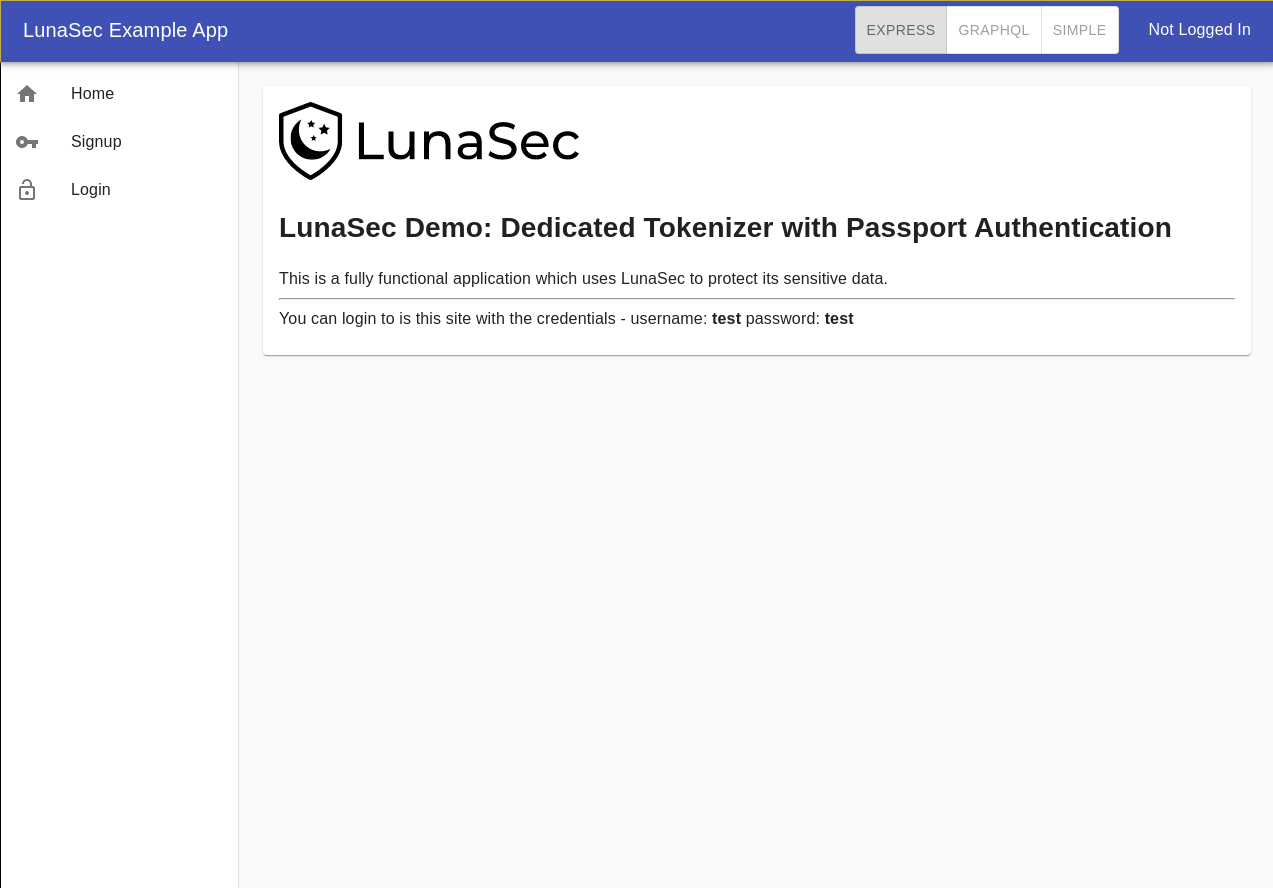 LunaSec Example App
EXPRESS GRAPHQL SIMPLE
Not Logged In
Home
Signup
Login
LunaSec
LunaSec Demo: Dedicated Tokenizer with Passport Authentication
This is a fully functional application which uses LunaSec to protect its sensitive data.
You can login to is this site with the credentials - username: test password: test